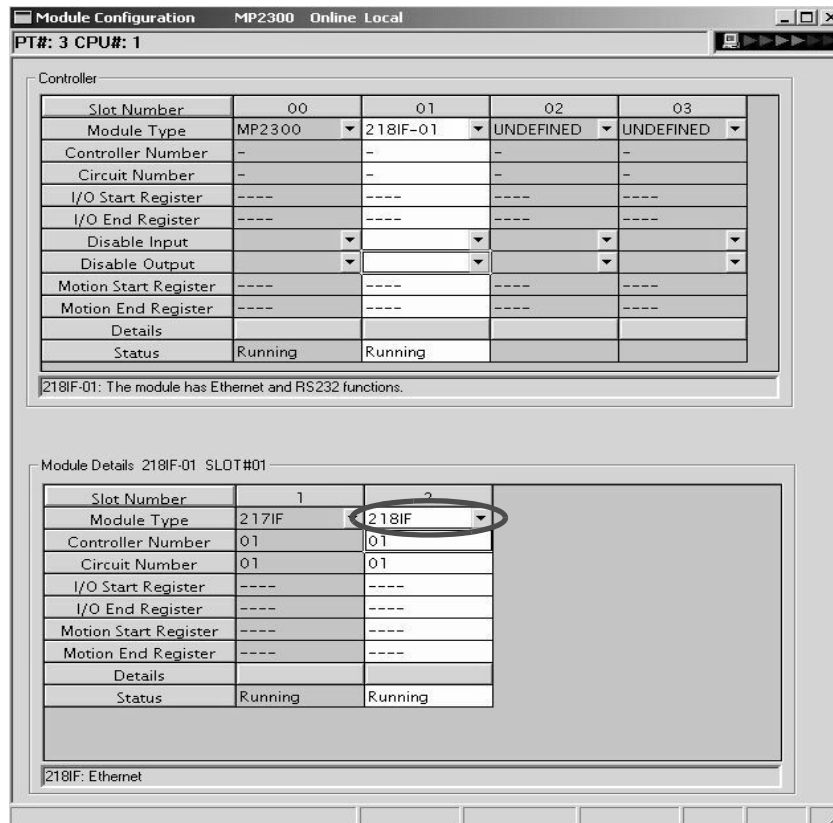 Module Configuration MP2300 Online Local
PT#: 3 CPU#: 1
Controller
Slot Number 00 01 02 03
Module Type MP2300 218IF-01 UNDEFINED UNDEFINED
Controller Number - - - -
Circuit Number - - - -
I/O Start Register ---- ---- ---- ----
I/O End Register ---- ---- ---- ----
Disable Input
Disable Output
Motion Start Register ---- ---- ---- ----
Motion End Register ---- ---- ---- ----
Details
Status Running Running
218IF-01: The module has Ethernet and RS232 functions.
Module Details 218IF-01 SLOT#01
Slot Number 1 2
Module Type 217IF 218IF
Controller Number 01 01
Circuit Number 01 01
I/O Start Register ---- ----
I/O End Register ---- ----
Motion Start Register ---- ----
Motion End Register ---- ----
Details
Status Running Running
218IF: Ethernet